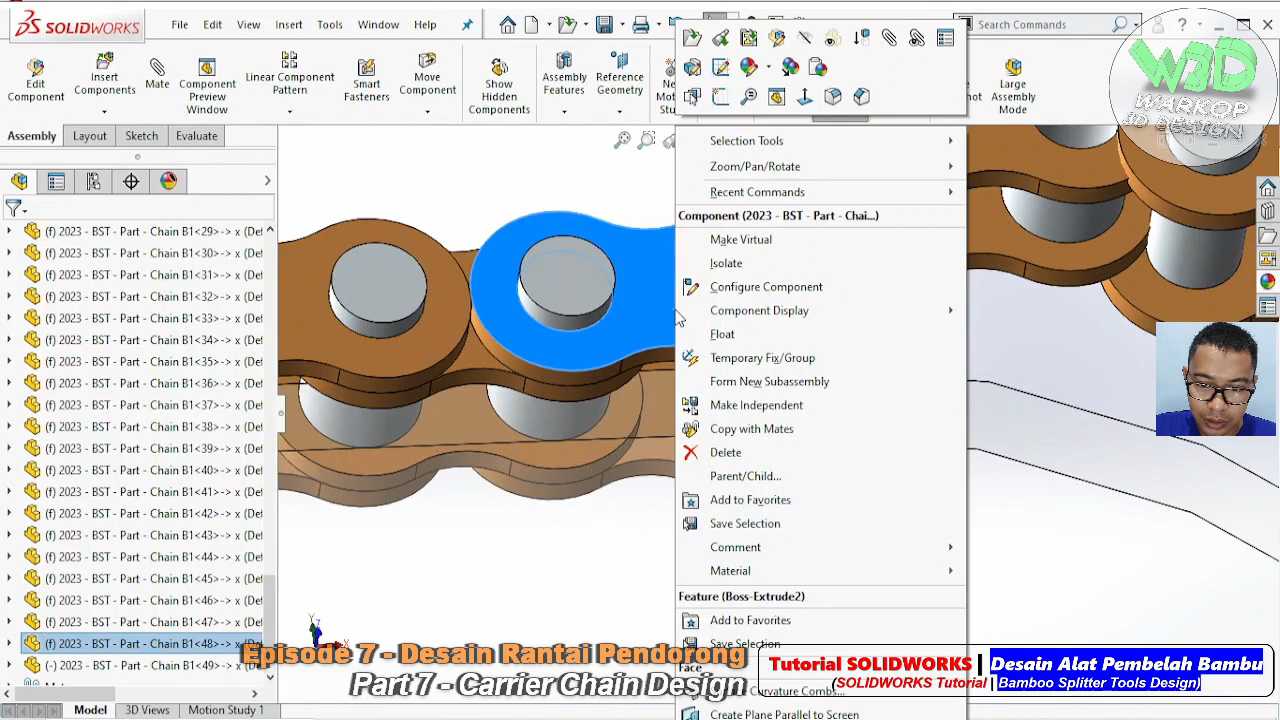 SOLIDWORKS
File
Edit
View
Insert
Tools
Window
Help
Search Commands
Edit Component
Insert Components
Mate
Component Preview Window
Linear Component Pattern
Smart Fasteners
Move Component
Show Hidden Components
Assembly Features
Reference Geometry
Large Assembly Mode
W3D
WARKOP
3D DESIGN
Assembly
Layout
Sketch
Evaluate
Selection Tools
Zoom/Pan/Rotate
Recent Commands
Component (2023 - BST - Part - Chai...)
Make Virtual
Isolate
Configure Component
Component Display
Float
Temporary Fix/Group
Form New Subassembly
Make Independent
Copy with Mates
Delete
Parent/Child...
Add to Favorites
Save Selection
Comment
Material
Feature (Boss-Extrude2)
Add to Favorites
Save Selection
Face
Create Plane Parallel to Screen
(f) 2023 - BST - Part - Chain B1<29>-> x (Def
(f) 2023 - BST - Part - Chain B1<30>-> x (Def
(f) 2023 - BST - Part - Chain B1<31>-> x (Def
(f) 2023 - BST - Part - Chain B1<32>-> x (Def
(f) 2023 - BST - Part - Chain B1<33>-> x (Def
(f) 2023 - BST - Part - Chain B1<34>-> x (Def
(f) 2023 - BST - Part - Chain B1<35>-> x (Def
(f) 2023 - BST - Part - Chain B1<36>-> x (Def
(f) 2023 - BST - Part - Chain B1<37>-> x (Def
(f) 2023 - BST - Part - Chain B1<38>-> x (Def
(f) 2023 - BST - Part - Chain B1<39>-> x (Def
(f) 2023 - BST - Part - Chain B1<40>-> x (Def
(f) 2023 - BST - Part - Chain B1<41>-> x (Def
(f) 2023 - BST - Part - Chain B1<42>-> x (Def
(f) 2023 - BST - Part - Chain B1<43>-> x (Def
(f) 2023 - BST - Part - Chain B1<44>-> x (Def
(f) 2023 - BST - Part - Chain B1<45>-> x (Def
(f) 2023 - BST - Part - Chain B1<46>-> x (Def
(f) 2023 - BST - Part - Chain B1<47>-> x (Def
(f) 2023 - BST - Part - Chain B1<48>-> x (Def
(-) 2023 - BST - Part - Chain B1<49>-> x (Def
Episode 7 - Desain Rantai Pendorong
Part 7 - Carrier Chain Design
Tutorial SOLIDWORKS | Desain Alat Pembelah Bambu
(SOLIDWORKS Tutorial | Bamboo Splitter Tools Design)
Model
3D Views
Motion Study 1